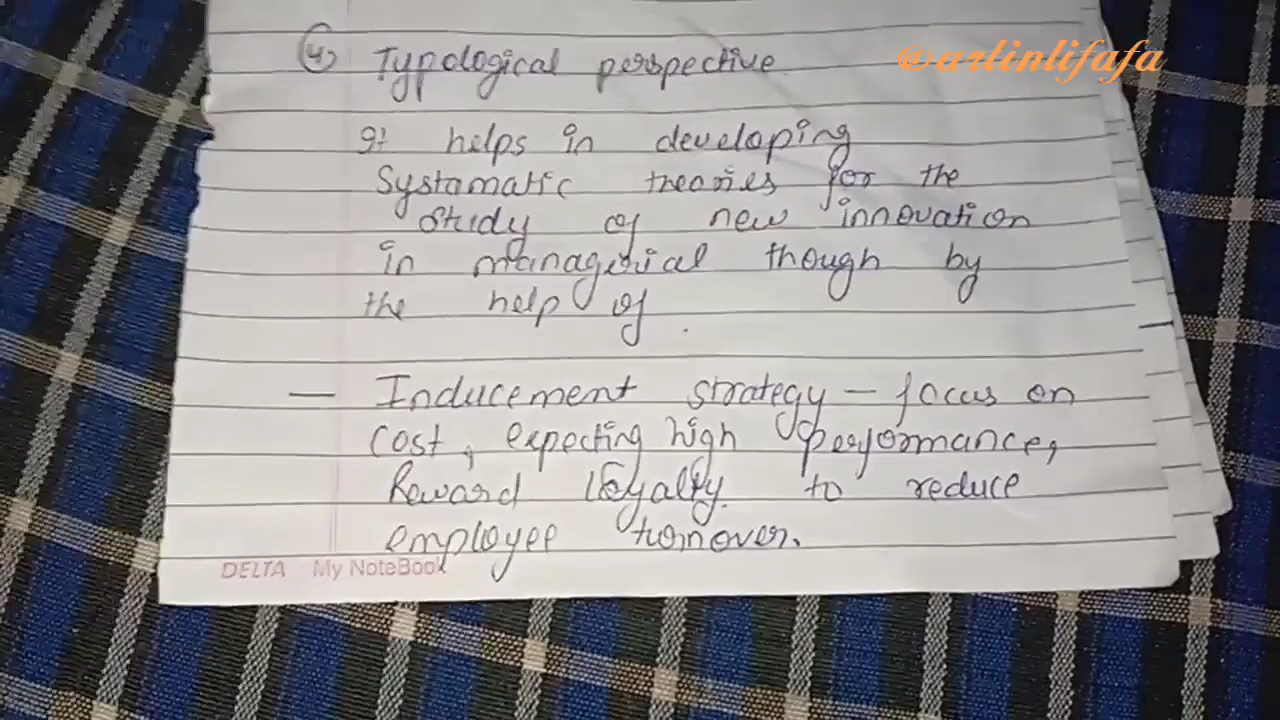 ④ Typological perspective
@arlinlifafa
It helps in developing
Systamatic theories for the
study of new innovation
in managerial though by
the help of
— Inducement strategy – focus on
cost, expecting high performance,
Reward loyalty to reduce
employee turnover.
DELTA My NoteBook